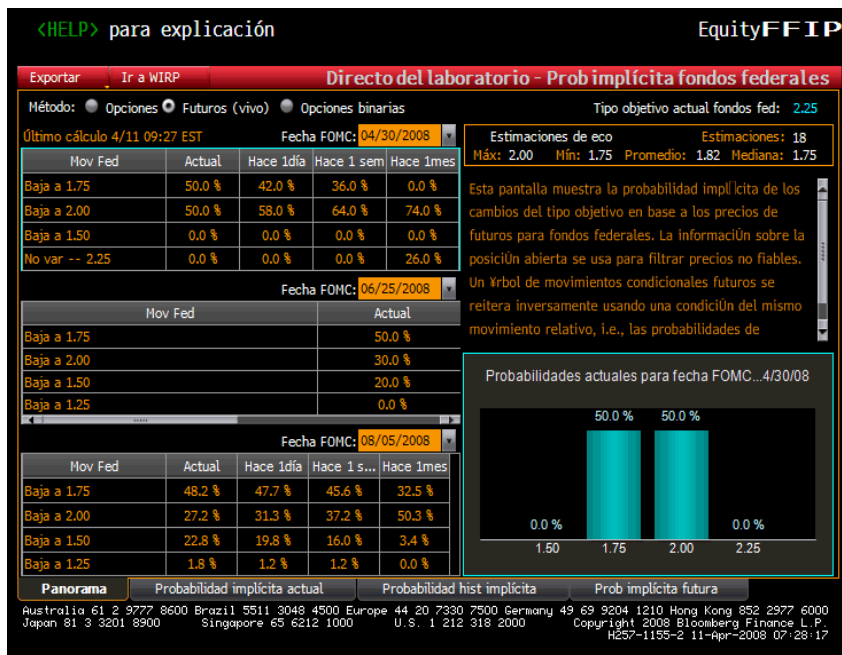 <HELP> para explicación
EquityFFIP
Exportar
Ir a WIRP
Directo del laboratorio - Prob implícita fondos federales
Método: Opciones Futuros (vivo) Opciones binarias
Tipo objetivo actual fondos fed: 2.25
Último cálculo 4/11 09:27 EST
Fecha FOMC: 04/30/2008
Mov Fed Actual Hace 1día Hace 1 sem Hace 1mes
Baja a 1.75 50.0 % 42.0 % 36.0 % 0.0 %
Baja a 2.00 50.0 % 58.0 % 64.0 % 74.0 %
Baja a 1.50 0.0 % 0.0 % 0.0 % 0.0 %
No var -- 2.25 0.0 % 0.0 % 0.0 % 26.0 %
Fecha FOMC: 06/25/2008
Mov Fed Actual
Baja a 1.75 50.0 %
Baja a 2.00 30.0 %
Baja a 1.50 20.0 %
Baja a 1.25 0.0 %
Fecha FOMC: 08/05/2008
Mov Fed Actual Hace 1día Hace 1 s... Hace 1mes
Baja a 1.75 48.2 % 47.7 % 45.6 % 32.5 %
Baja a 2.00 27.2 % 31.3 % 37.2 % 50.3 %
Baja a 1.50 22.8 % 19.8 % 16.0 % 3.4 %
Baja a 1.25 1.8 % 1.2 % 1.2 % 0.0 %
Estimaciones de eco Estimaciones: 18
Máx: 2.00 Mín: 1.75 Promedio: 1.82 Mediana: 1.75
Esta pantalla muestra la probabilidad impl▯cita de los
cambios del tipo objetivo en base a los precios de
futuros para fondos federales. La informaciÙn sobre la
posiciÙn abierta se usa para filtrar precios no fiables.
Un ¥rbol de movimientos condicionales futuros se
reitera inversamente usando una condiciÙn del mismo
movimiento relativo, i.e., las probabilidades de
Probabilidades actuales para fecha FOMC...4/30/08
0.0 % 50.0 % 50.0 % 0.0 %
1.50 1.75 2.00 2.25
Panorama
Probabilidad implícita actual
Probabilidad hist implícita
Prob implícita futura
Australia 61 2 9777 8600 Brazil 5511 3048 4500 Europe 44 20 7330 7500 Germany 49 69 9204 1210 Hong Kong 852 2977 6000
Japan 81 3 3201 8900 Singapore 65 6212 1000 U.S. 1 212 318 2000 Copyright 2008 Bloomberg Finance L.P.
H257-1155-2 11-Apr-2008 07:28:17